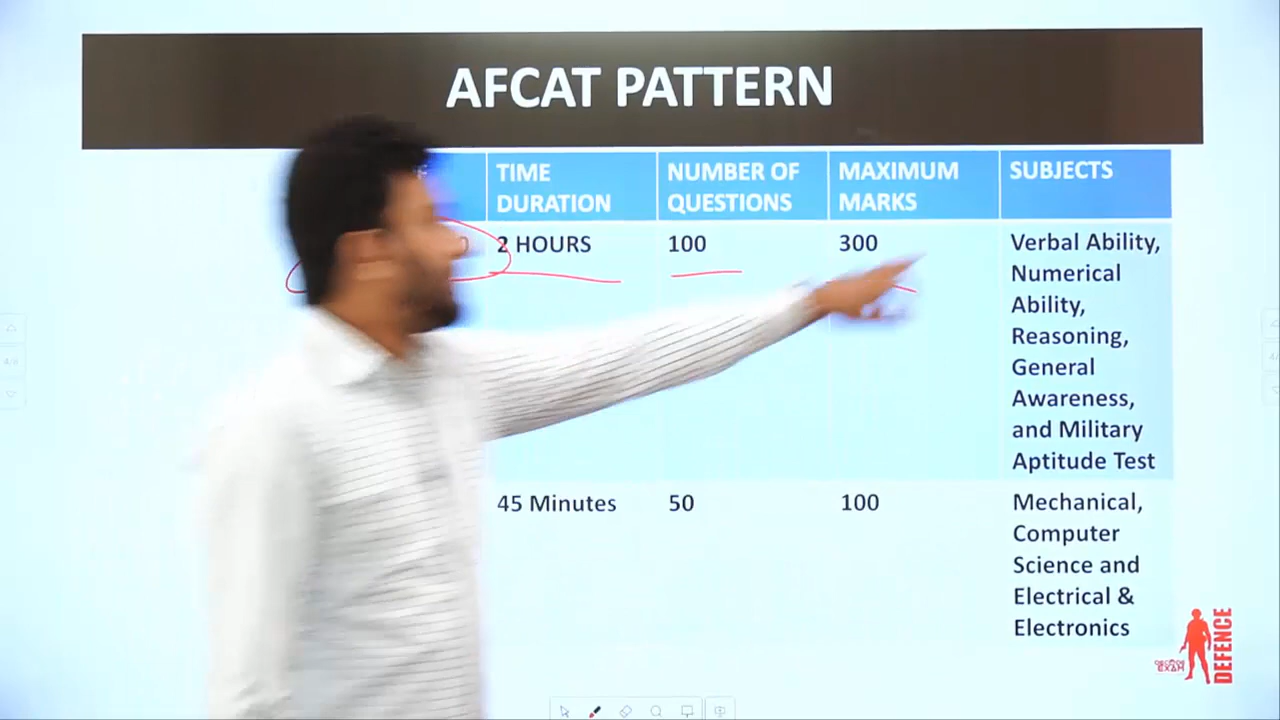 AFCAT PATTERN
TIME DURATION
NUMBER OF QUESTIONS
MAXIMUM MARKS
SUBJECTS
2 HOURS
100
300
Verbal Ability,
Numerical
Ability,
Reasoning,
General
Awareness,
and Military
Aptitude Test
45 Minutes
50
100
Mechanical,
Computer
Science and
Electrical &
Electronics
DEFENCE